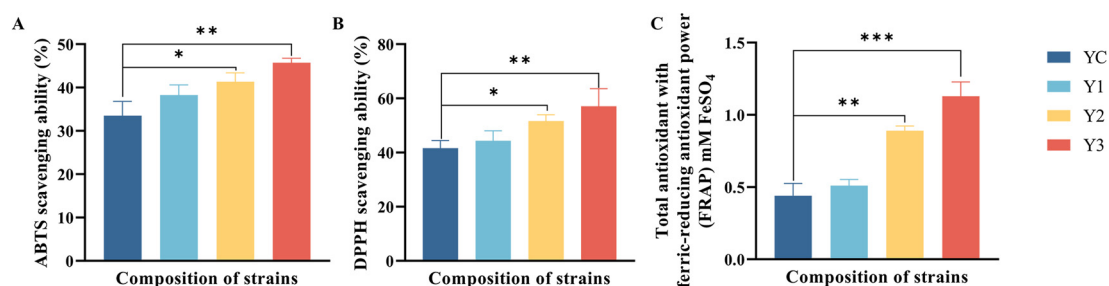 A
ABTS scavenging ability (%)
50
40
30
20
10
0
*
**
Composition of strains
B
DPPH scavenging ability (%)
80
60
40
20
0
*
**
Composition of strains
C
Total antioxidant with
ferric-reducing antioxidant power
(FRAP) mM FeSO4
1.5
1.0
0.5
0.0
**
***
Composition of strains
YC
Y1
Y2
Y3